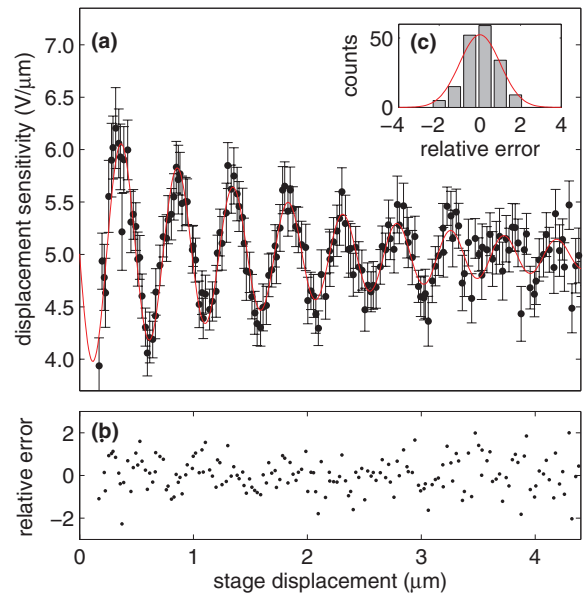 (a)
displacement sensitivity (V/μm)
7.0
6.5
6.0
5.5
5.0
4.5
4.0
(c)
counts
50
0
−4 −2 0 2 4
relative error
(b)
relative error
2
0
−2
0 1 2 3 4
stage displacement (μm)